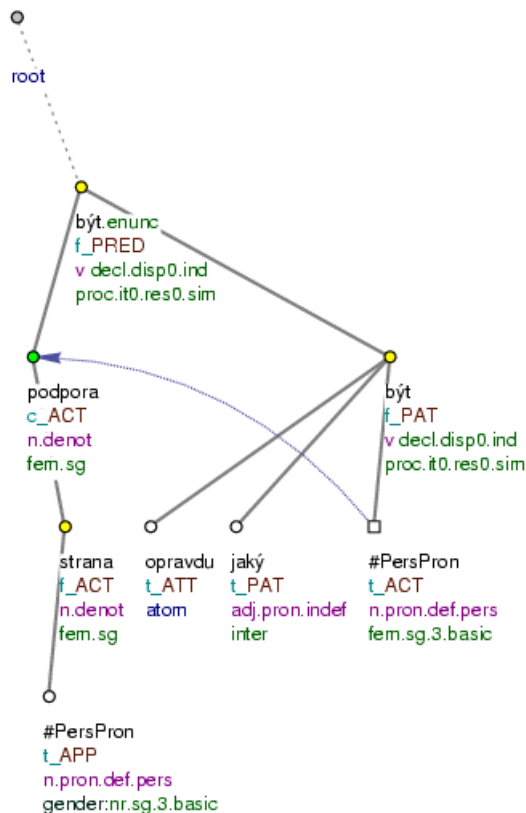 root
být.enunc
f_PRED
v decl.disp0.ind
proc.it0.res0.sim
podpora
c_ACT
n.denot
fem.sg
být
f_PAT
v decl.disp0.ind
proc.it0.res0.sim
strana
f_ACT
n.denot
fem.sg
opravdu
t_ATT
atom
jaký
t_PAT
adj.pron.indef
inter
#PersPron
t_ACT
n.pron.def.pers
fem.sg.3.basic
#PersPron
t_APP
n.pron.def.pers
gender:nr.sg.3.basic